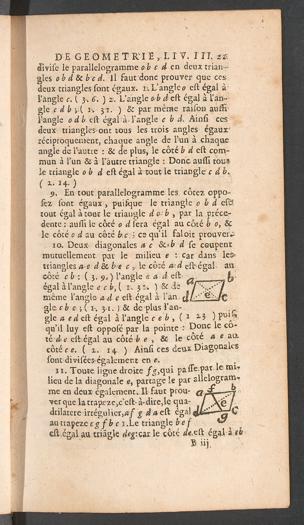 DE GEOMETRIE, LIV. III. 22
divise le parallelogramme o b c d en deux trian-
gles o b d & b c d. Il faut donc prouver que ces
deux triangles sont égaux. 1. L'angle o est égal à
l'angle c. ( 3. 6. ) 2. L'angle o b d est égal à l'an-
gle c d b, ( 2. 31. ) & par même raison aussi
l'angle o d b est égal à l'angle c b d. Ainsi ces
deux triangles ont tous les trois angles égaux
réciproquement, chaque angle de l'un à chaque
angle de l'autre : & de plus, le côté b d est com-
mun à l'un & à l'autre triangle : Donc aussi tout
le triangle o b d est égal à tout le triangle c d b.
( 2. 14. )
9. En tout parallelogramme les côtez oppo-
sez sont égaux, puisque le triangle o b d est
tout égal à tout le triangle d c b, par la préce-
dente : aussi le côté o d sera égal au côté b o, &
le côté o d au côté b c ; ce qu'il faloit prouver.
10. Deux diagonales a c & b d se coupent
mutuellement par le milieu e : car dans les
triangles a e d & b e c, le côté a d est égal au
côté c b : ( 3. 9. ) l'angle e a d est
égal à l'angle e c b, ( 2. 31. ) & de
même l'angle a d e est égal à l'an
gle c b e ; ( 2. 31. ) & de plus l'an-
gle a e d est égal à l'angle c e b, ( 1 23 ) puis
qu'il luy est opposé par la pointe : Donc le cô-
té d e est égal au côté b e, & le côté a e au
côté c e. ( 2. 14 ) Ainsi ces deux Diagonales
sont divisées également en e.
11. Toute ligne droite f g, qui passe par le mi-
lieu de la diagonale e, partage le parallelogram-
me en deux également. Il faut prou-
ver que la trapeze, c'est-à-dire, le qua-
drilatere irrégulier, a f g d a est égal
au trapeze c g f b c 1. Le triangle b e f
est égal au triâgle d e g: car le côté d e est égal à e b
B iij
a b
e
d c
a f b
e
d g c